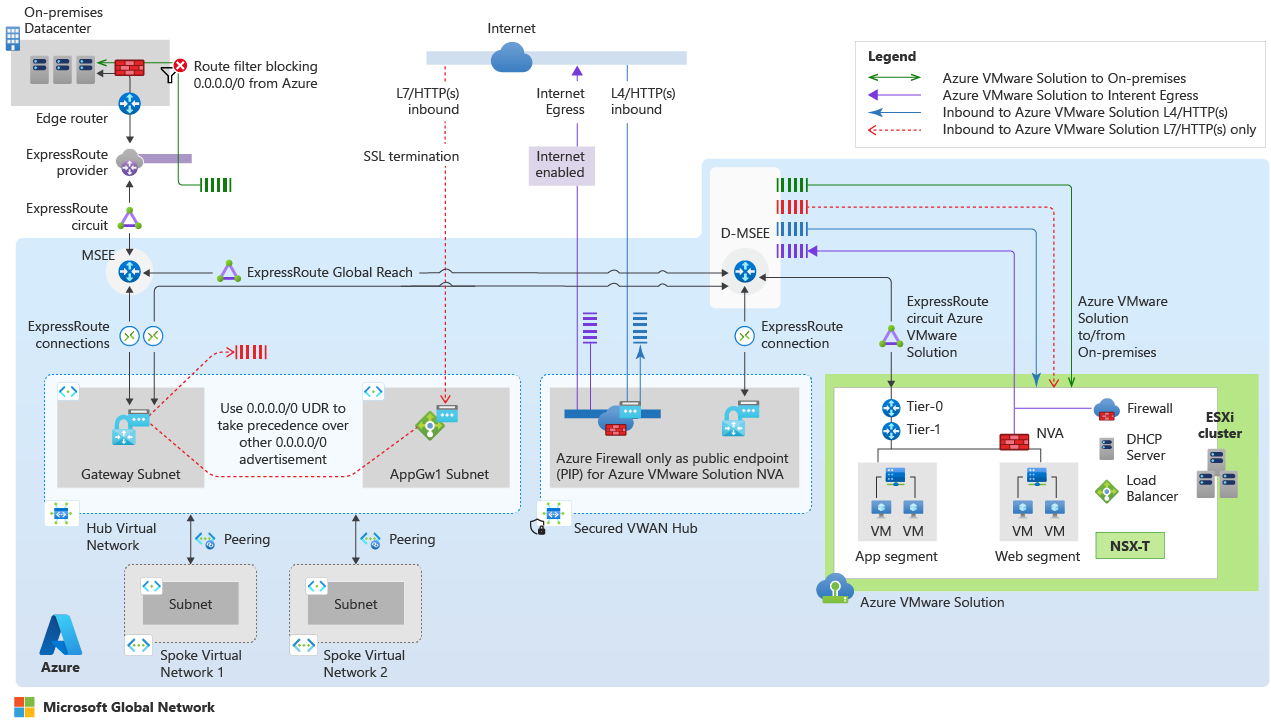 On-premises
Datacenter
Route filter blocking
0.0.0.0/0 from Azure
Edge router
ExpressRoute
provider
ExpressRoute
circuit
MSEE
ExpressRoute Global Reach
ExpressRoute
connections
Internet
L7/HTTP(s)
inbound
SSL termination
Internet
Egress
L4/HTTP(s)
inbound
Internet
enabled
Legend
Azure VMware Solution to On-premises
Azure VMware Solution to Interent Egress
Inbound to Azure VMware Solution L4/HTTP(s)
Inbound to Azure VMware Solution L7/HTTP(s) only
D-MSEE
ExpressRoute
connection
ExpressRoute
circuit Azure
VMware
Solution
Azure VMware
Solution
to/from
On-premises
Use 0.0.0.0/0 UDR to
take precedence over
other 0.0.0.0/0
advertisement
Gateway Subnet
AppGw1 Subnet
Azure Firewall only as public endpoint
(PIP) for Azure VMware Solution NVA
Hub Virtual
Network
Peering
Peering
Secured VWAN Hub
Subnet
Subnet
Spoke Virtual
Network 1
Spoke Virtual
Network 2
Tier-0
Tier-1
NVA
Firewall
DHCP
Server
Load
Balancer
ESXi
cluster
VM
VM
VM
VM
App segment
Web segment
NSX-T
Azure VMware Solution
Azure
Microsoft Global Network